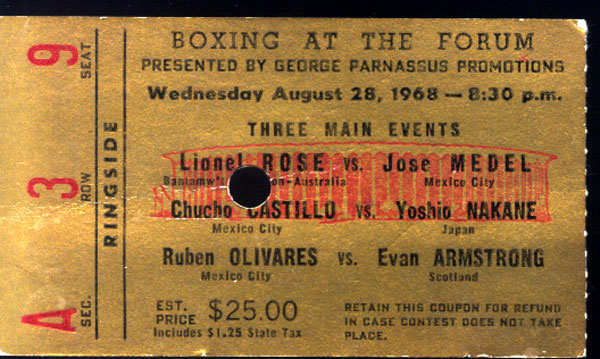 9 SEAT
3 ROW
A SEC.
RINGSIDE
BOXING AT THE FORUM
PRESENTED BY GEORGE PARNASSUS PROMOTIONS
Wednesday August 28, 1968 — 8:30 p.m.
THREE MAIN EVENTS
Lionel ROSE vs. Jose MEDEL
Bantamw on-Australia Mexico City
Chucho CASTILLO vs. Yoshio NAKANE
Mexico City Japan
Ruben OLIVARES vs. Evan ARMSTRONG
Mexico City Scotland
EST. PRICE $25.00
Includes $1.25 State Tax
RETAIN THIS COUPON FOR REFUND
IN CASE CONTEST DOES NOT TAKE
PLACE.